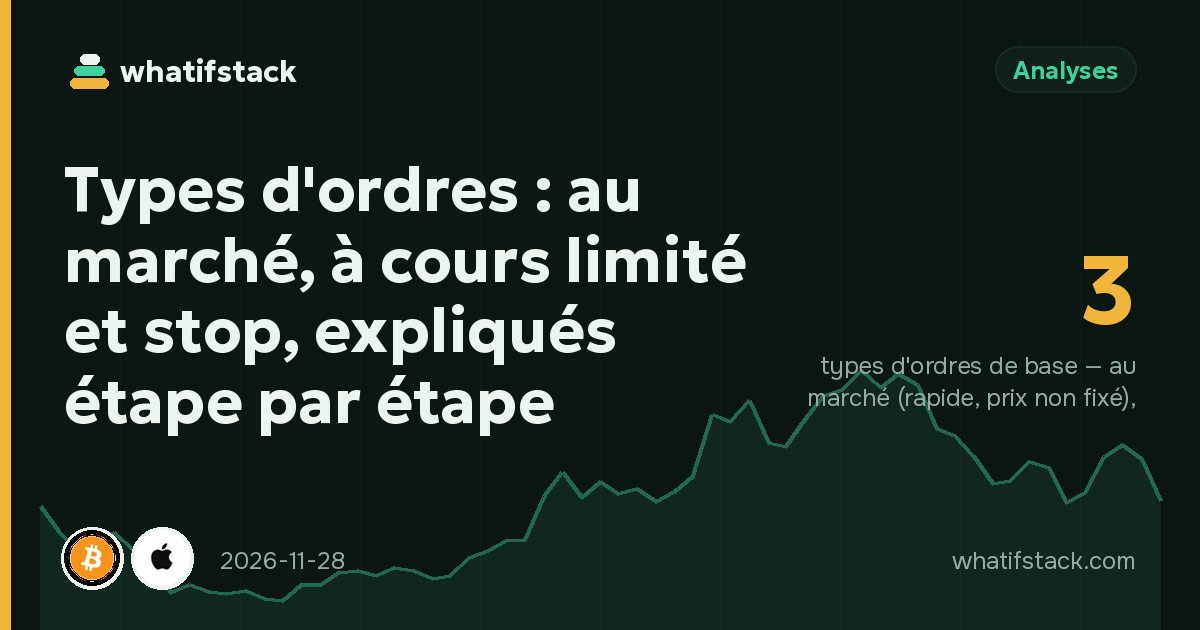 whatifstack
Analyses
Types d'ordres : au
marché, à cours limité
et stop, expliqués
étape par étape
3
types d'ordres de base — au
marché (rapide, prix non fixé),
2026-11-28
whatifstack.com